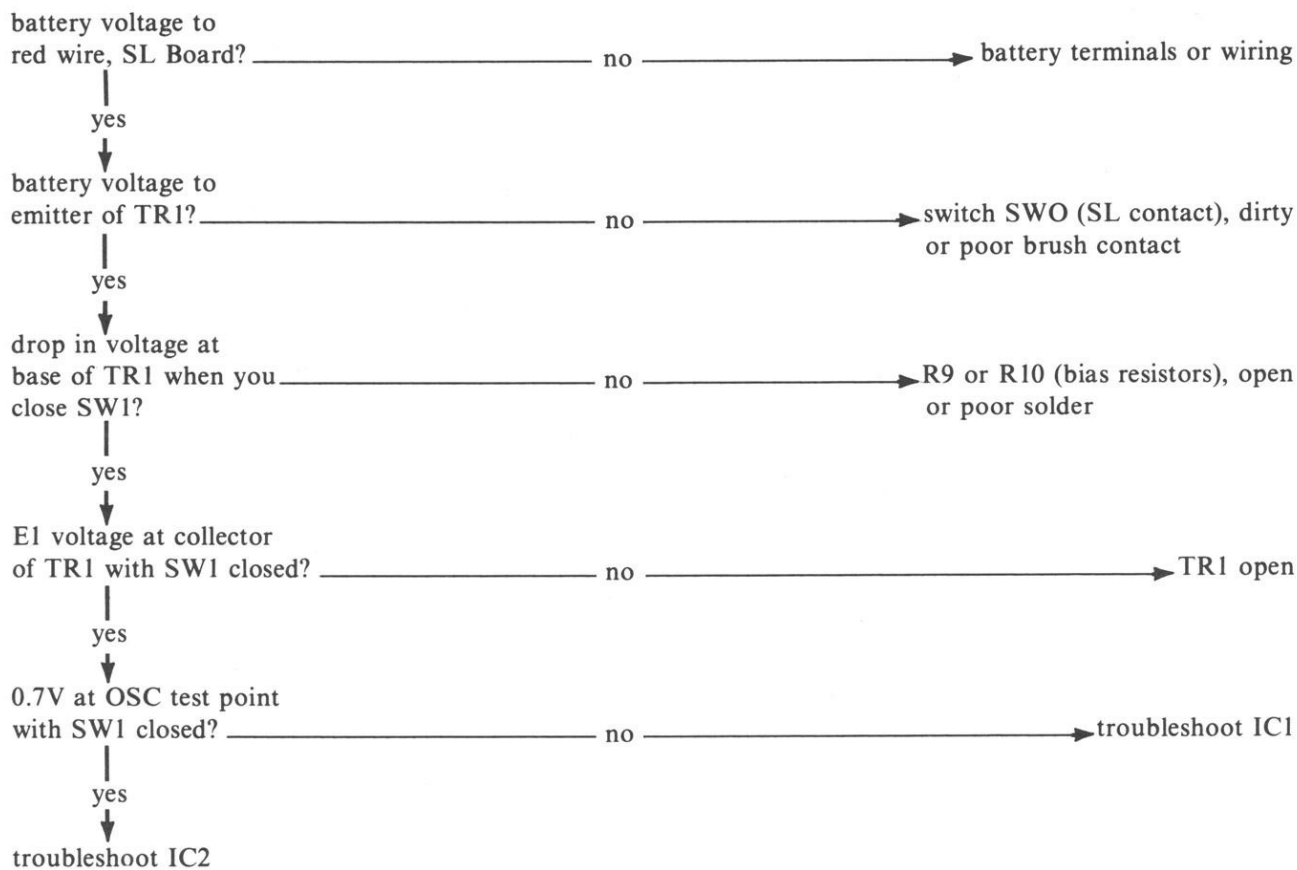 battery voltage to
red wire, SL Board? no battery terminals or wiring
yes
battery voltage to
emitter of TR1? no switch SWO (SL contact), dirty
or poor brush contact
yes
drop in voltage at
base of TR1 when you no R9 or R10 (bias resistors), open
close SW1? or poor solder
yes
E1 voltage at collector
of TR1 with SW1 closed? no TR1 open
yes
0.7V at OSC test point
with SW1 closed? no troubleshoot IC1
yes
troubleshoot IC2